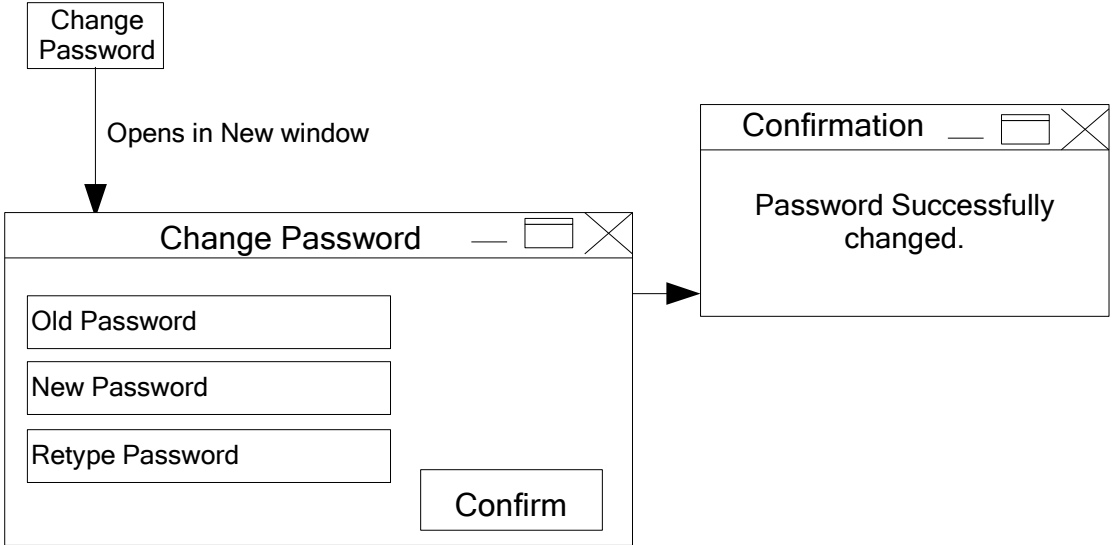 Change
Password
Opens in New window
Change Password
Old Password
New Password
Retype Password
Confirm
Confirmation
Password Successfully
changed.